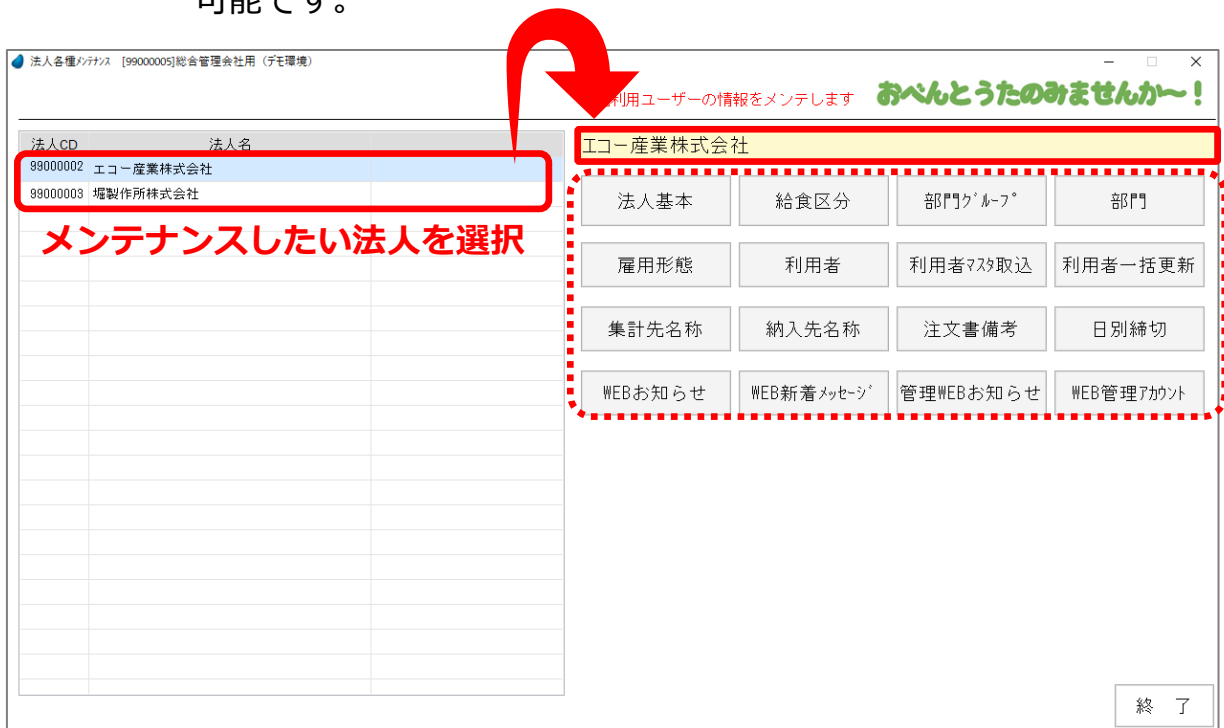 可能です。
法人各種ﾒﾝﾃﾅﾝｽ [99000005]総合管理会社用（デモ環境）
利用ユーザーの情報をメンテします
おべんとうたのみませんか～！
法人CD 法人名
99000002 エコー産業株式会社
99000003 堀製作所株式会社
メンテナンスしたい法人を選択
エコー産業株式会社
法人基本 給食区分 部門ｸﾞﾙｰﾌﾟ 部門
雇用形態 利用者 利用者ﾏｽﾀ取込 利用者一括更新
集計先名称 納入先名称 注文書備考 日別締切
WEBお知らせ WEB新着ﾒｯｾｰｼﾞ 管理WEBお知らせ WEB管理ｱｶｳﾝﾄ
終 了